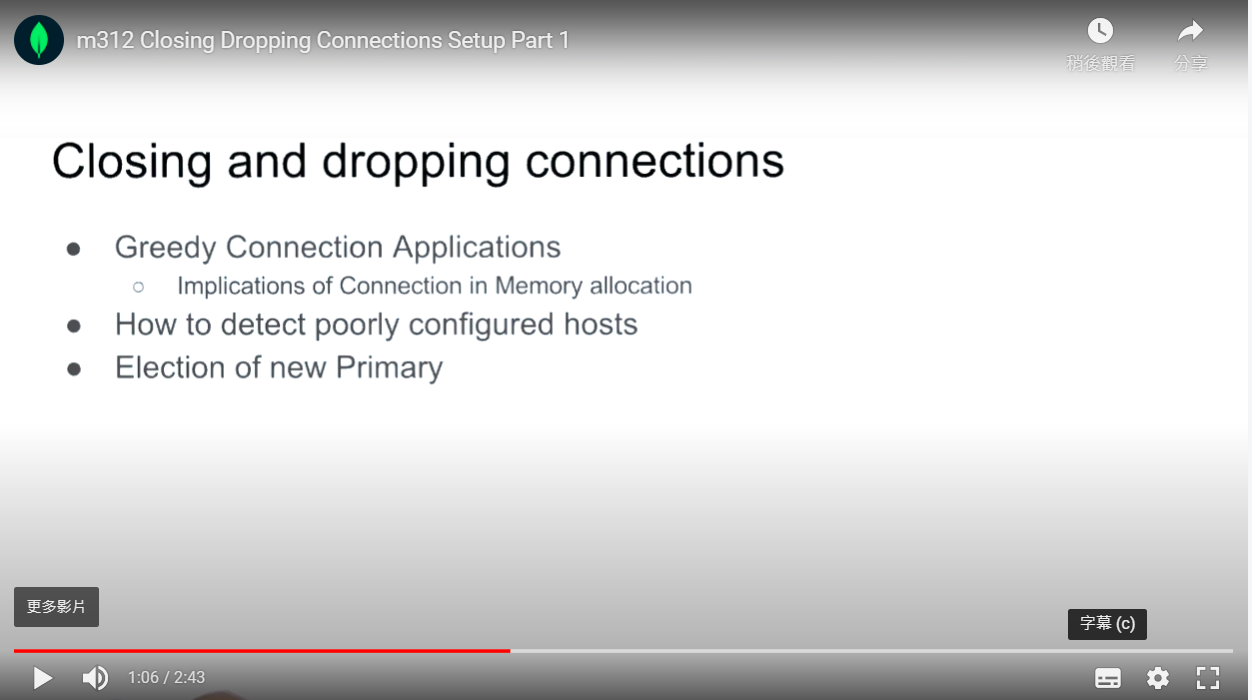 m312 Closing Dropping Connections Setup Part 1
稍後觀看
分享
Closing and dropping connections
● Greedy Connection Applications
○ Implications of Connection in Memory allocation
● How to detect poorly configured hosts
● Election of new Primary
更多影片
字幕 (c)
1:06 / 2:43